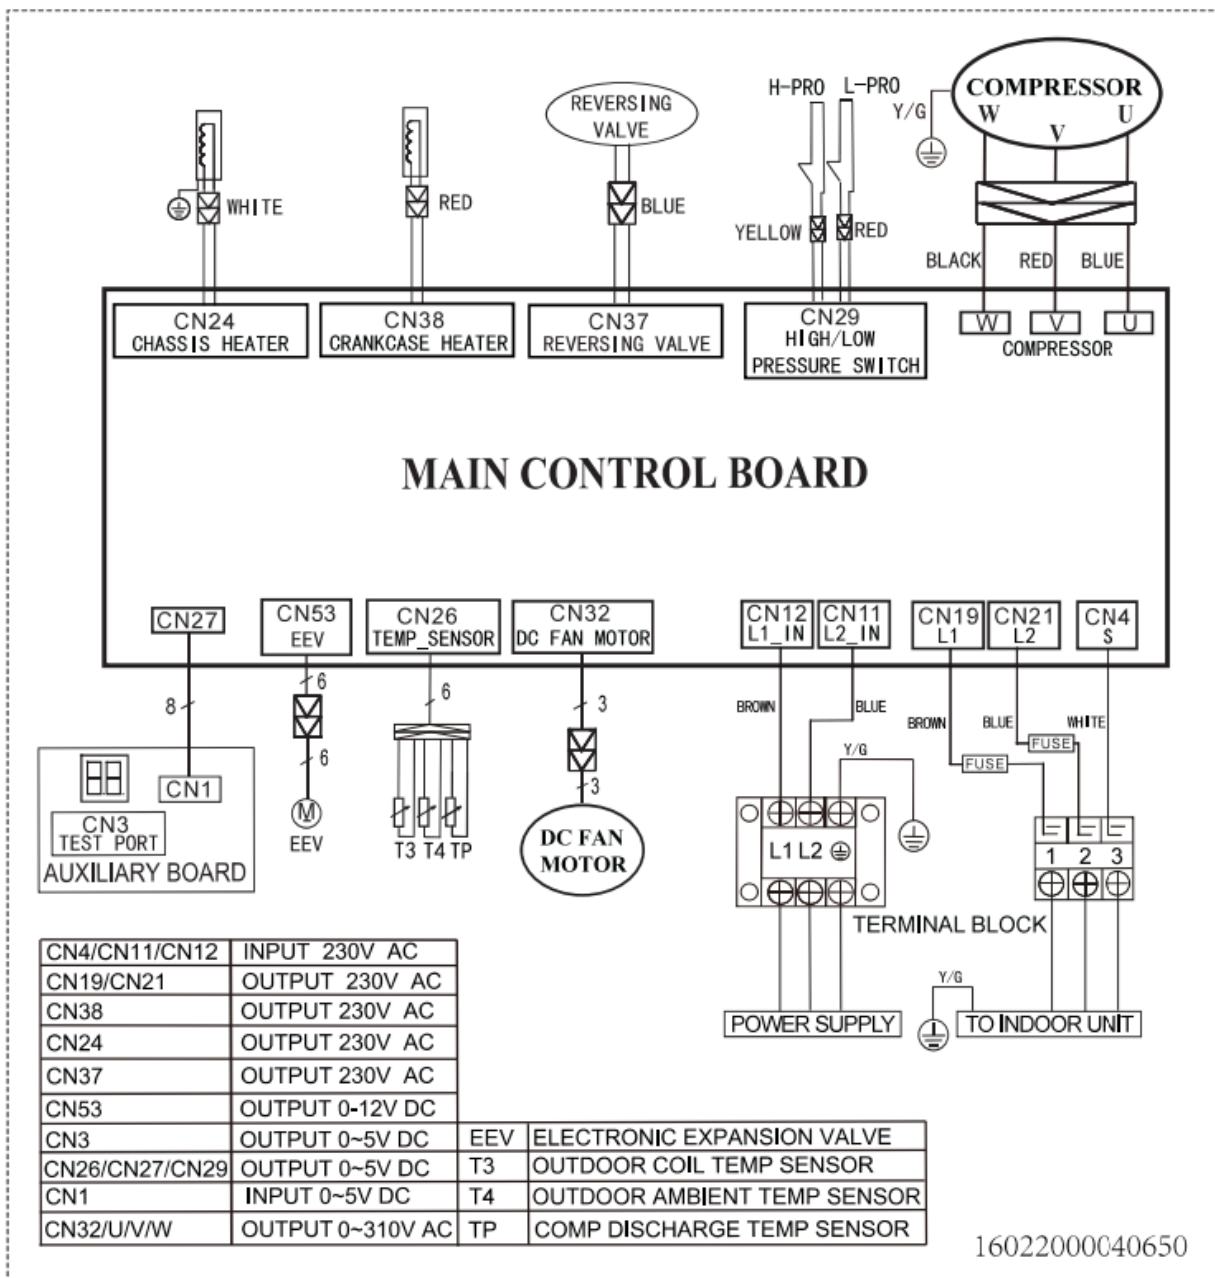 H-PRO L-PRO
COMPRESSOR
W V U
Y/G
REVERSING
VALVE
WHITE
RED
BLUE
YELLOW
RED
BLACK
RED
BLUE
CN24
CHASSIS HEATER
CN38
CRANKCASE HEATER
CN37
REVERSING VALVE
CN29
HIGH/LOW
PRESSURE SWITCH
W V U
COMPRESSOR
MAIN CONTROL BOARD
CN27
CN53
EEV
CN26
TEMP_SENSOR
CN32
DC FAN MOTOR
CN12
L1_IN
CN11
L2_IN
CN19
L1
CN21
L2
CN4
S
8
6
6
6
3
3
BROWN
BLUE
Y/G
BROWN
BLUE
WHITE
FUSE
FUSE
CN1
CN3
TEST PORT
AUXILIARY BOARD
M
EEV
T3 T4 TP
DC FAN
MOTOR
L1 L2
1 2 3
TERMINAL BLOCK
Y/G
POWER SUPPLY
TO INDOOR UNIT
CN4/CN11/CN12 INPUT 230V AC
CN19/CN21 OUTPUT 230V AC
CN38 OUTPUT 230V AC
CN24 OUTPUT 230V AC
CN37 OUTPUT 230V AC
CN53 OUTPUT 0-12V DC
CN3 OUTPUT 0~5V DC
CN26/CN27/CN29 OUTPUT 0~5V DC
CN1 INPUT 0~5V DC
CN32/U/V/W OUTPUT 0~310V AC
EEV ELECTRONIC EXPANSION VALVE
T3 OUTDOOR COIL TEMP SENSOR
T4 OUTDOOR AMBIENT TEMP SENSOR
TP COMP DISCHARGE TEMP SENSOR
16022000040650